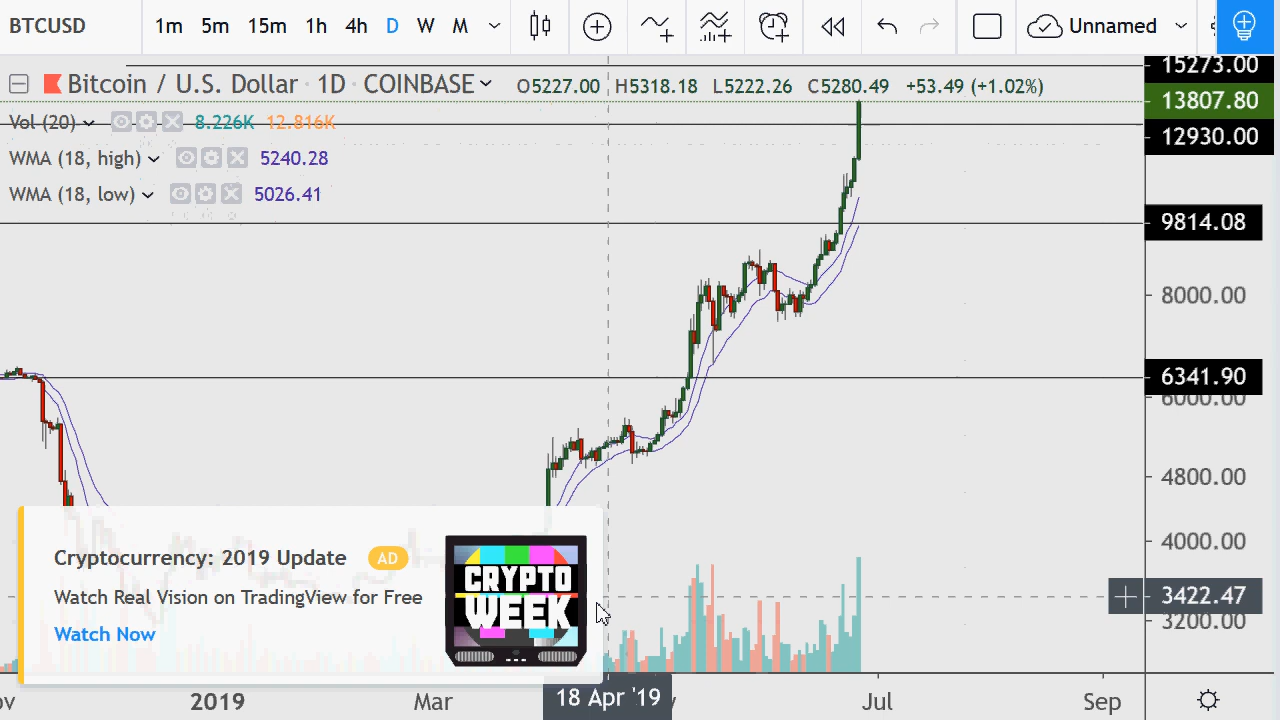 BTCUSD 1m 5m 15m 1h 4h D W M Unnamed
Bitcoin / U.S. Dollar · 1D · COINBASE O5227.00 H5318.18 L5222.26 C5280.49 +53.49 (+1.02%)
Vol (20) 8.226K 12.816K
WMA (18, high) 5240.28
WMA (18, low) 5026.41
15273.00
13807.80
12930.00
9814.08
8000.00
6341.90
6000.00
4800.00
4000.00
3422.47
3200.00
Cryptocurrency: 2019 Update AD
Watch Real Vision on TradingView for Free
Watch Now
CRYPTO
WEEK
2019 Mar 18 Apr '19 Jul Sep